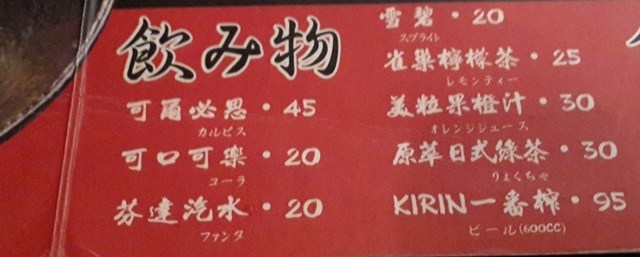 飲み物
可爾必思・45
カルピス
可口可樂・20
コーラ
芬達汽水・20
ファンタ
雪碧・20
スプライト
雀巢檸檬茶・25
レモンティー
美粒果橙汁・30
オレンジジュース
原萃日式綠茶・30
りょくちゃ
KIRIN一番搾・95
ビール(600CC)